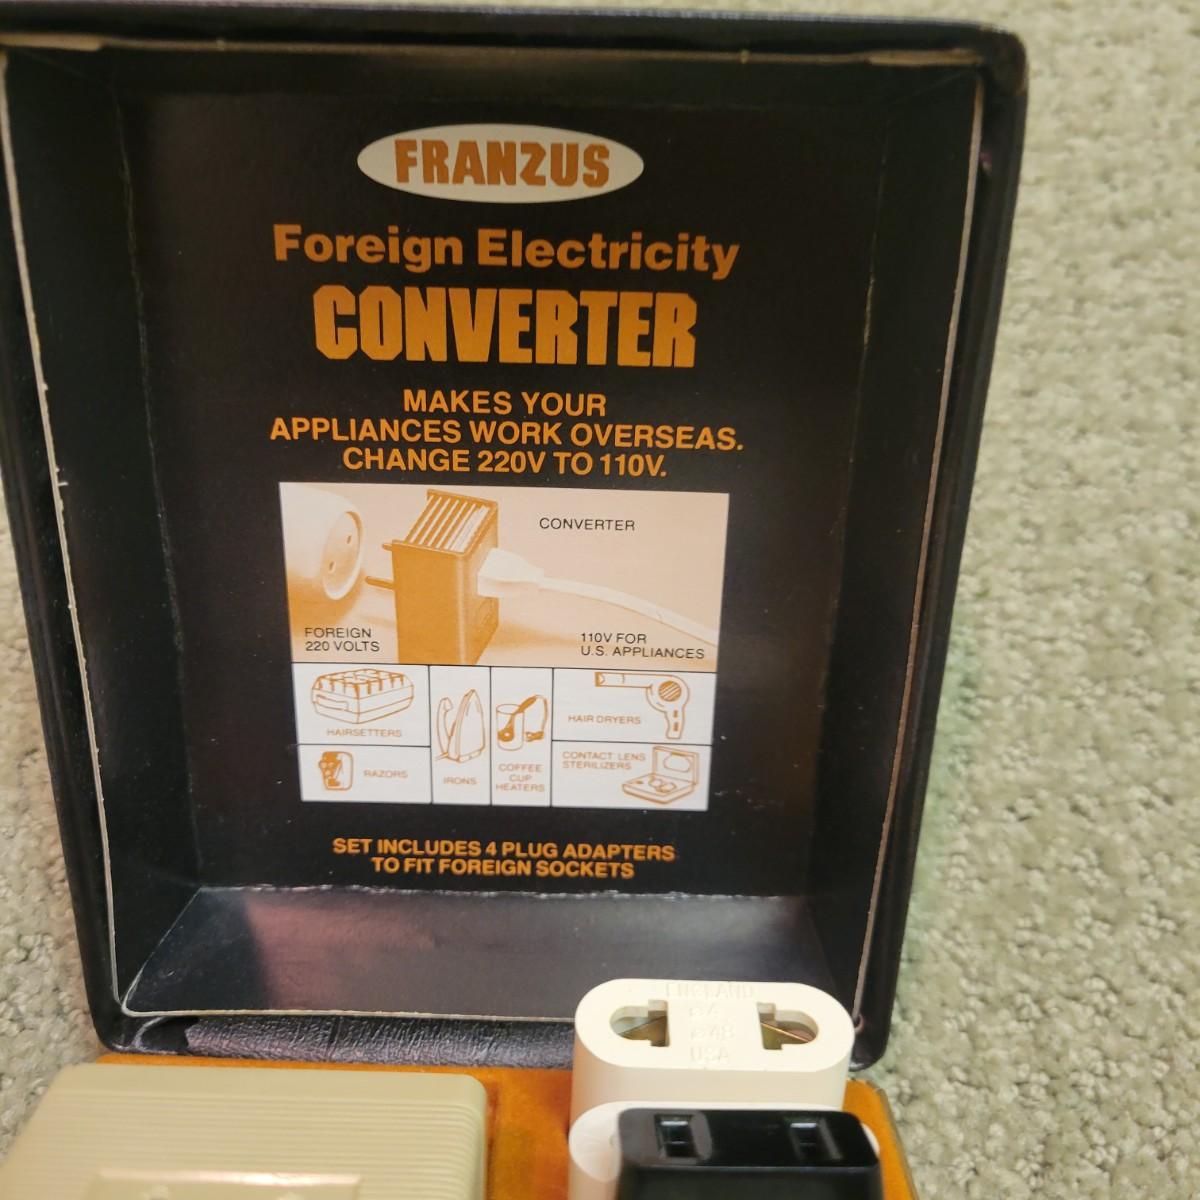 FRANZUS
Foreign Electricity
CONVERTER
MAKES YOUR
APPLIANCES WORK OVERSEAS.
CHANGE 220V TO 110V.
CONVERTER
FOREIGN
220 VOLTS
110V FOR
U.S. APPLIANCES
HAIRSETTERS
RAZORS
IRONS
COFFEE
CUP
HEATERS
HAIR DRYERS
CONTACT LENS
STERILIZERS
SET INCLUDES 4 PLUG ADAPTERS
TO FIT FOREIGN SOCKETS
ENGLAND
USA